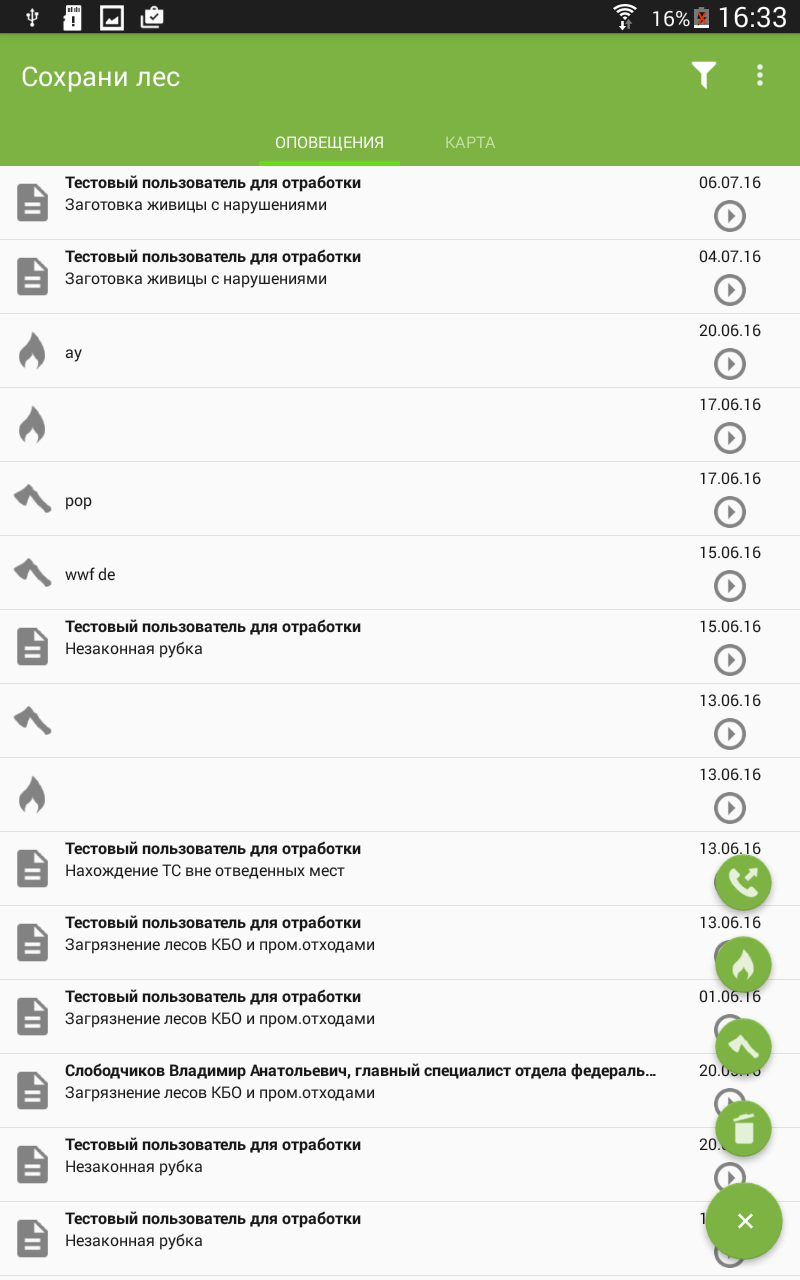 16% 16:33
Сохрани лес
ОПОВЕЩЕНИЯ КАРТА
Тестовый пользователь для отработки 06.07.16
Заготовка живицы с нарушениями
Тестовый пользователь для отработки 04.07.16
Заготовка живицы с нарушениями
20.06.16
ау
17.06.16
17.06.16
pop
15.06.16
wwf de
Тестовый пользователь для отработки 15.06.16
Незаконная рубка
13.06.16
13.06.16
Тестовый пользователь для отработки 13.06.16
Нахождение ТС вне отведенных мест
Тестовый пользователь для отработки 13.06.16
Загрязнение лесов КБО и пром.отходами
Тестовый пользователь для отработки 01.06.16
Загрязнение лесов КБО и пром.отходами
Слободчиков Владимир Анатольевич, главный специалист отдела федераль...
Загрязнение лесов КБО и пром.отходами
Тестовый пользователь для отработки
Незаконная рубка
Тестовый пользователь для отработки
Незаконная рубка